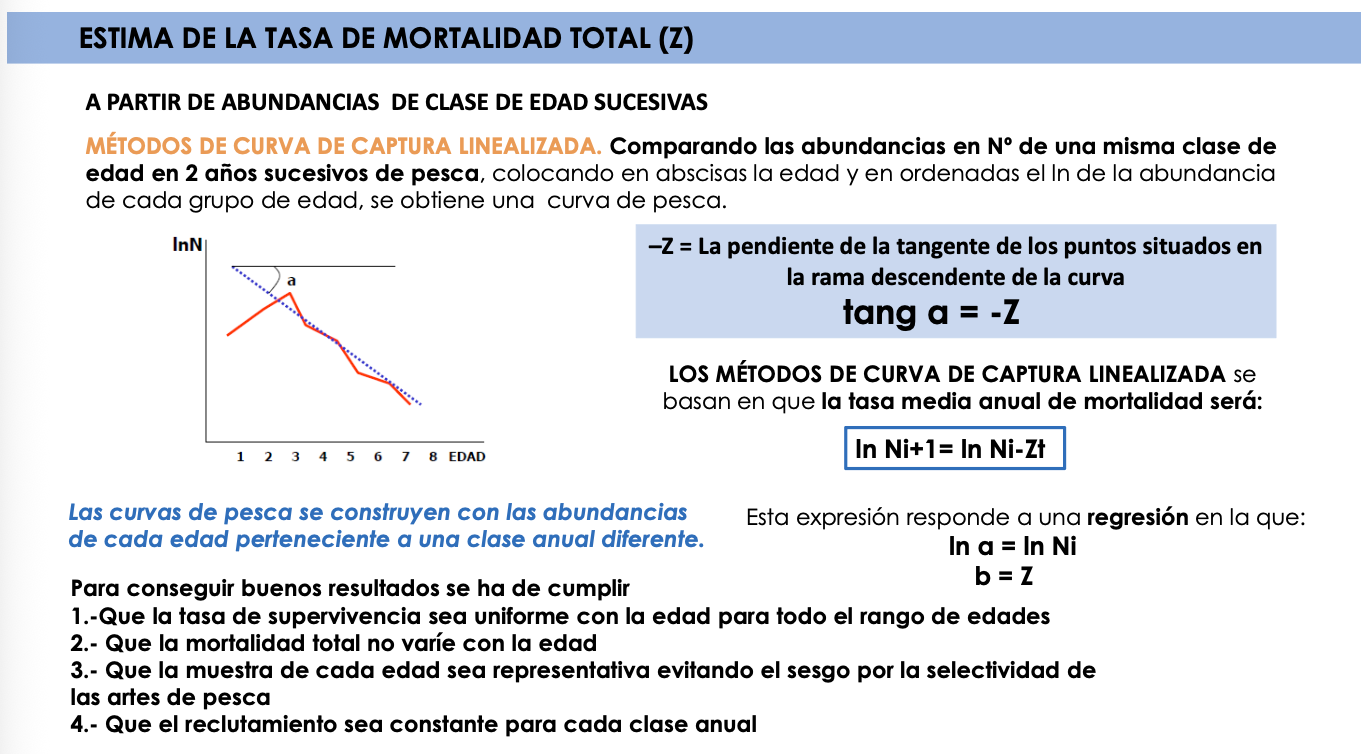 ESTIMA DE LA TASA DE MORTALIDAD TOTAL (Z)
A PARTIR DE ABUNDANCIAS DE CLASE DE EDAD SUCESIVAS
MÉTODOS DE CURVA DE CAPTURA LINEALIZADA. Comparando las abundancias en Nº de una misma clase de
edad en 2 años sucesivos de pesca, colocando en abscisas la edad y en ordenadas el ln de la abundancia
de cada grupo de edad, se obtiene una curva de pesca.
lnN
a
1 2 3 4 5 6 7 8 EDAD
–Z = La pendiente de la tangente de los puntos situados en
la rama descendente de la curva
tang a = -Z
LOS MÉTODOS DE CURVA DE CAPTURA LINEALIZADA se
basan en que la tasa media anual de mortalidad será:
ln Ni+1= ln Ni-Zt
Las curvas de pesca se construyen con las abundancias
de cada edad perteneciente a una clase anual diferente.
Esta expresión responde a una regresión en la que:
ln a = ln Ni
b = Z
Para conseguir buenos resultados se ha de cumplir
1.-Que la tasa de supervivencia sea uniforme con la edad para todo el rango de edades
2.- Que la mortalidad total no varíe con la edad
3.- Que la muestra de cada edad sea representativa evitando el sesgo por la selectividad de
las artes de pesca
4.- Que el reclutamiento sea constante para cada clase anual